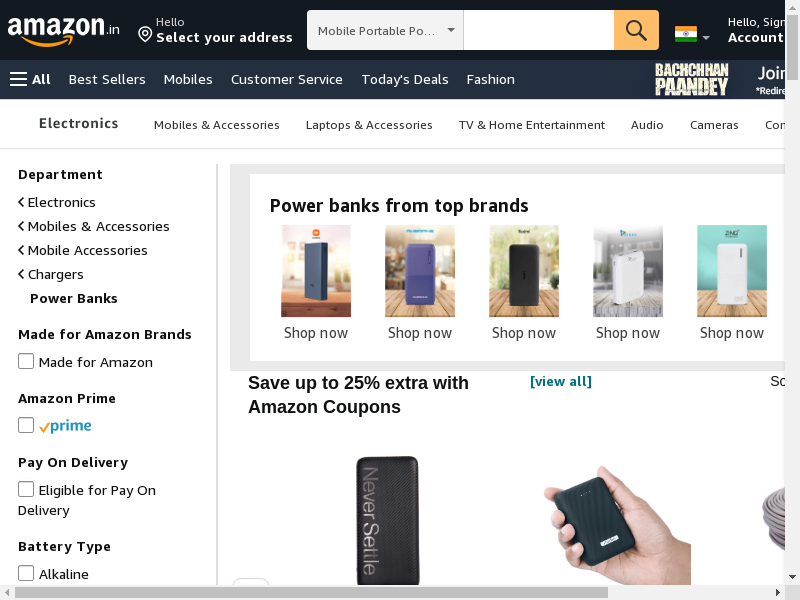 amazon.in
Hello
Select your address
Mobile Portable Po...
Hello, Sign
Account
All
Best Sellers
Mobiles
Customer Service
Today's Deals
Fashion
BACHCHHAN
PAANDEY
Join
*Redire
Electronics
Mobiles & Accessories
Laptops & Accessories
TV & Home Entertainment
Audio
Cameras
Department
Electronics
Mobiles & Accessories
Mobile Accessories
Chargers
Power Banks
Made for Amazon Brands
Made for Amazon
Amazon Prime
prime
Pay On Delivery
Eligible for Pay On
Delivery
Battery Type
Alkaline
Power banks from top brands
Shop now
Shop now
Shop now
Shop now
Shop now
Save up to 25% extra with
Amazon Coupons
[view all]
Never Settle